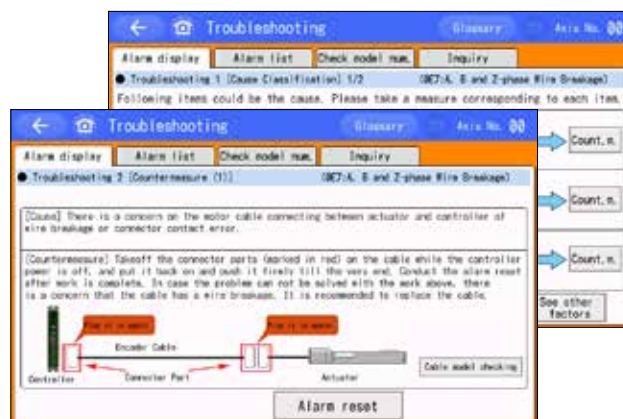 Troubleshooting
Glossary
Axis No. 00
Alarm display
Alarm list
Check model num.
Inquiry
● Troubleshooting 1 [Cause Classification] 1/2
(0E7:A, B and Z-phase Wire Breakage)
Following items could be the cause. Please take a measure corresponding to each item.
Count.m.
Count.m.
Count.m.
See other
factors
Troubleshooting
Glossary
Axis No. 00
Alarm display
Alarm list
Check model num.
Inquiry
● Troubleshooting 2 [Countermeasure (1)]
(0E7:A, B and Z-phase Wire Breakage)
[Cause] There is a concern on the motor cable connecting between actuator and controller of
wire breakage or connector contact error.
[Countermeasure] Takeoff the connector parts (marked in red) on the cable while the controller
power is off, and put it back on and push it firmly till the very end. Conduct the alarm reset
after work is complete. In case the problem can not be solved with the work above, there
is a concern that the cable has a wire breakage. It is recommended to replace the cable.
Encoder Cable
Controller
Connector Part
Actuator
Cable model checking
Alarm reset